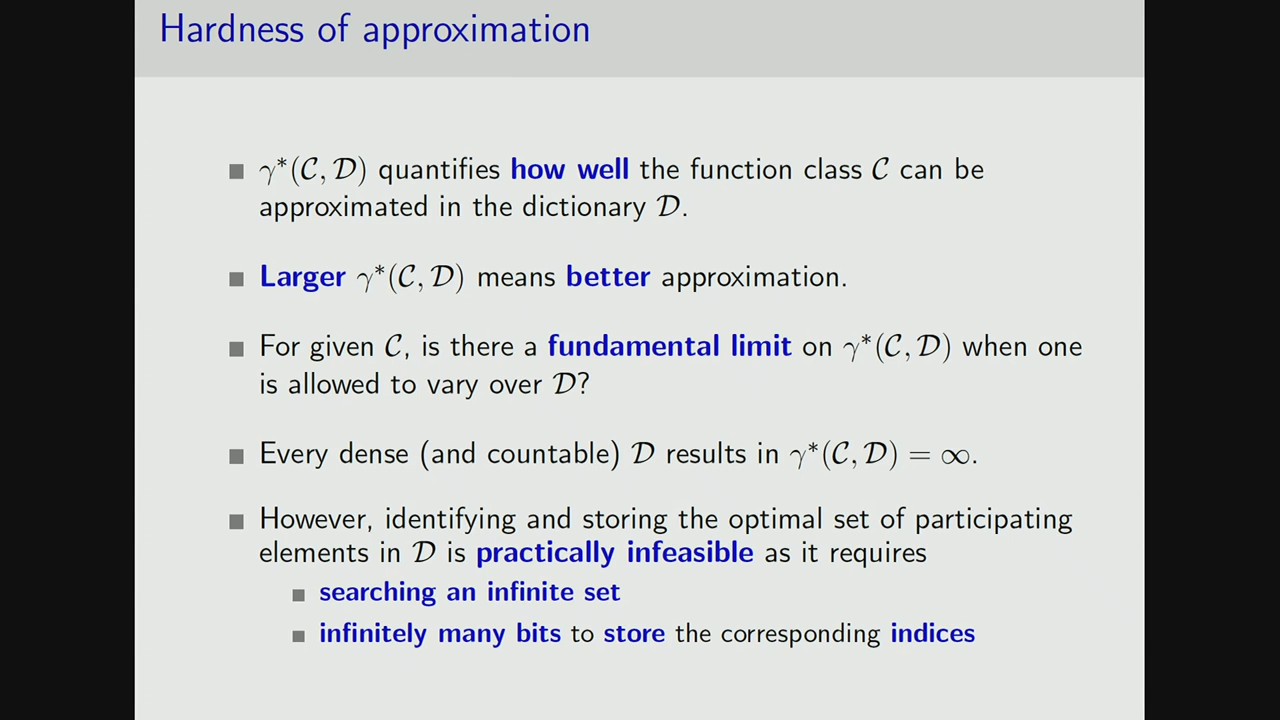 Hardness of approximation
γ*(𝒞, 𝒟) quantifies how well the function class 𝒞 can be
approximated in the dictionary 𝒟.
Larger γ*(𝒞, 𝒟) means better approximation.
For given 𝒞, is there a fundamental limit on γ*(𝒞, 𝒟) when one
is allowed to vary over 𝒟?
Every dense (and countable) 𝒟 results in γ*(𝒞, 𝒟) = ∞.
However, identifying and storing the optimal set of participating
elements in 𝒟 is practically infeasible as it requires
searching an infinite set
infinitely many bits to store the corresponding indices